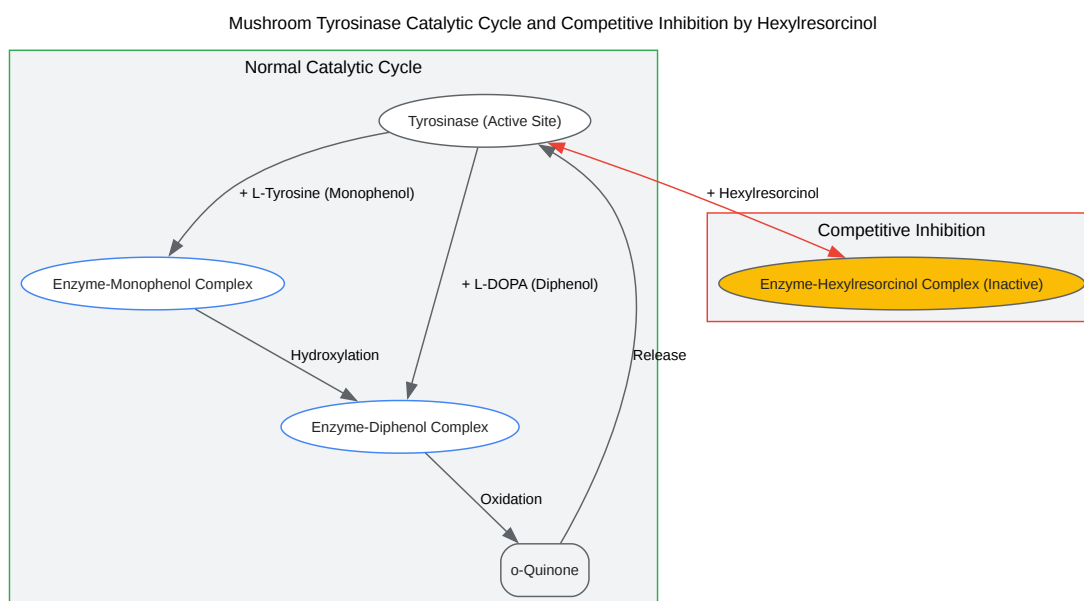 Mushroom Tyrosinase Catalytic Cycle and Competitive Inhibition by Hexylresorcinol
Normal Catalytic Cycle
Tyrosinase (Active Site)
+ L-Tyrosine (Monophenol)
+ Hexylresorcinol
Competitive Inhibition
Enzyme-Monophenol Complex
+ L-DOPA (Diphenol)
Enzyme-Hexylresorcinol Complex (Inactive)
Hydroxylation
Release
Enzyme-Diphenol Complex
Oxidation
o-Quinone